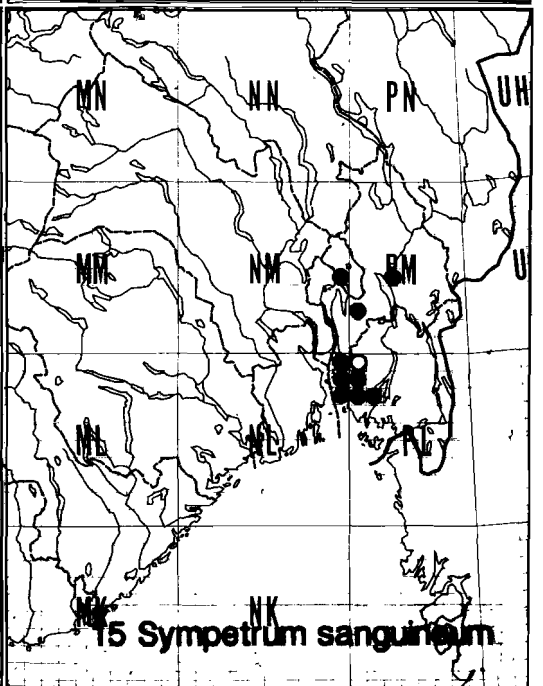 MN NN PN UH
MM NM PM U
ML NL PL
MK NK
15 Sympetrum sanguineum